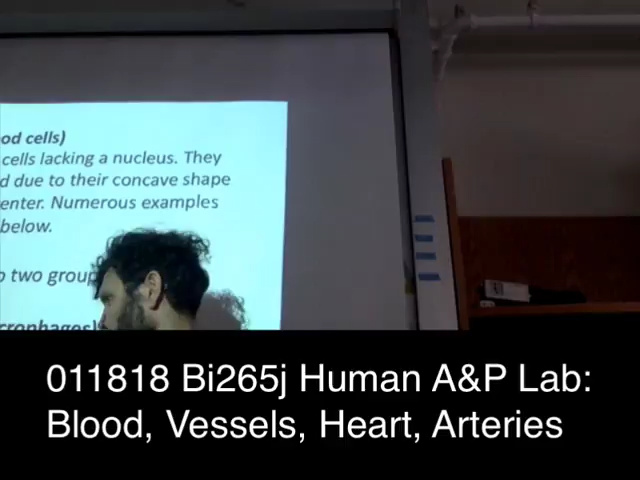 od cells)
cells lacking a nucleus. They
d due to their concave shape
enter. Numerous examples
below.
two group
crophages)
011818 Bi265j Human A&P Lab:
Blood, Vessels, Heart, Arteries